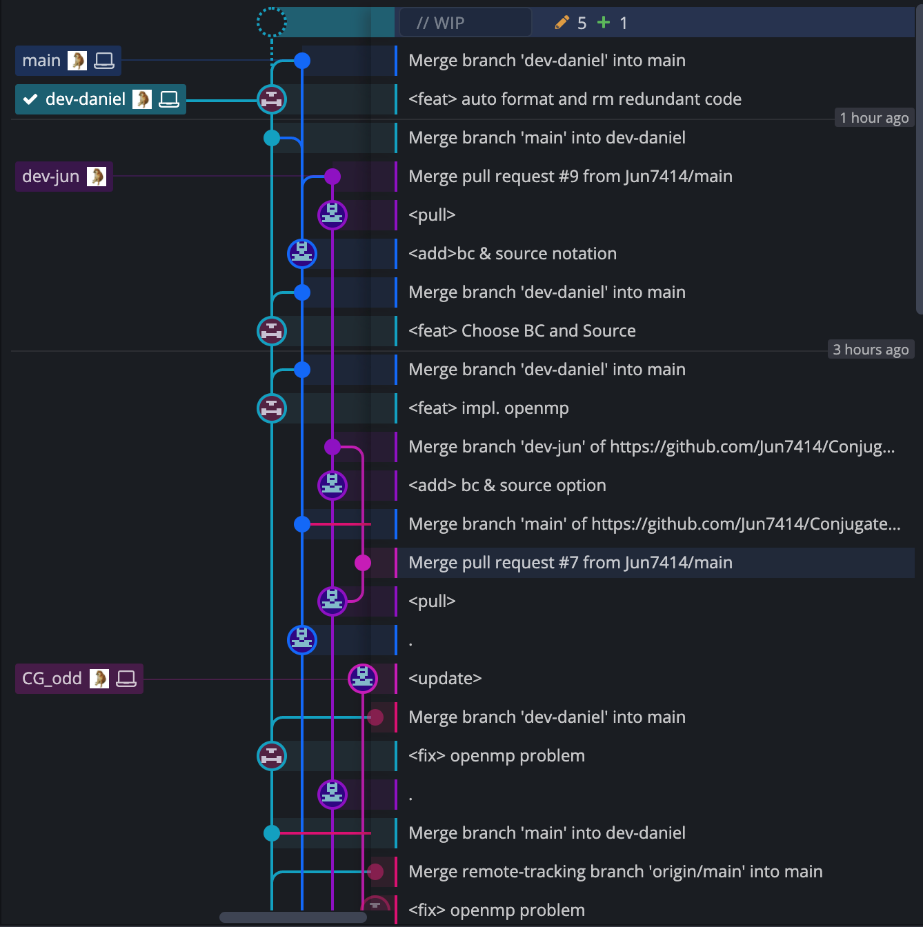 // WIP 5 + 1
main Merge branch 'dev-daniel' into main
dev-daniel <feat> auto format and rm redundant code
1 hour ago
Merge branch 'main' into dev-daniel
dev-jun Merge pull request #9 from Jun7414/main
<pull>
<add>bc & source notation
Merge branch 'dev-daniel' into main
<feat> Choose BC and Source
3 hours ago
Merge branch 'dev-daniel' into main
<feat> impl. openmp
Merge branch 'dev-jun' of https://github.com/Jun7414/Conjug...
<add> bc & source option
Merge branch 'main' of https://github.com/Jun7414/Conjugate...
Merge pull request #7 from Jun7414/main
<pull>
.
CG_odd <update>
Merge branch 'dev-daniel' into main
<fix> openmp problem
.
Merge branch 'main' into dev-daniel
Merge remote-tracking branch 'origin/main' into main
<fix> openmp problem